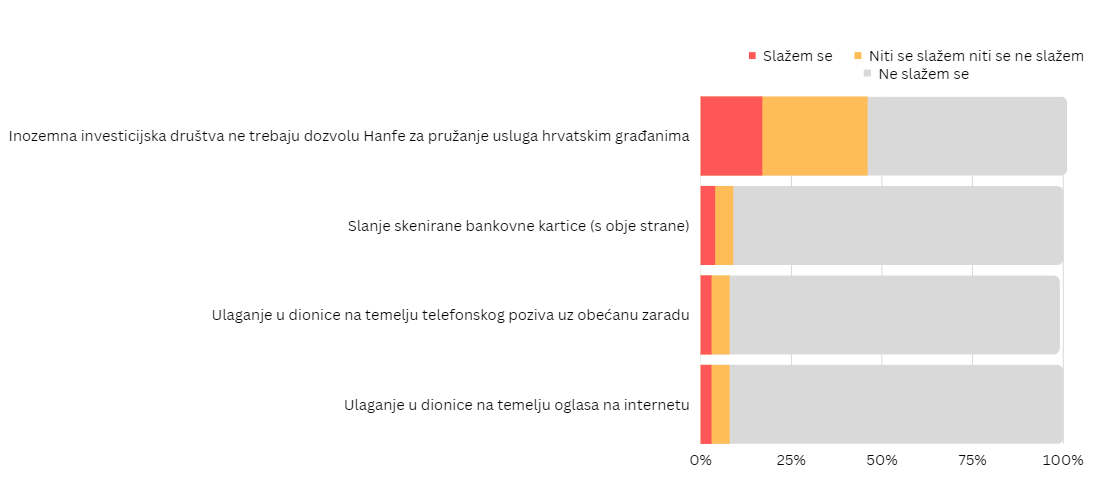 Slažem se
Niti se slažem niti se ne slažem
Ne slažem se
Inozemna investicijska društva ne trebaju dozvolu Hanfe za pružanje usluga hrvatskim građanima
Slanje skenirane bankovne kartice (s obje strane)
Ulaganje u dionice na temelju telefonskog poziva uz obećanu zaradu
Ulaganje u dionice na temelju oglasa na internetu
0% 25% 50% 75% 100%